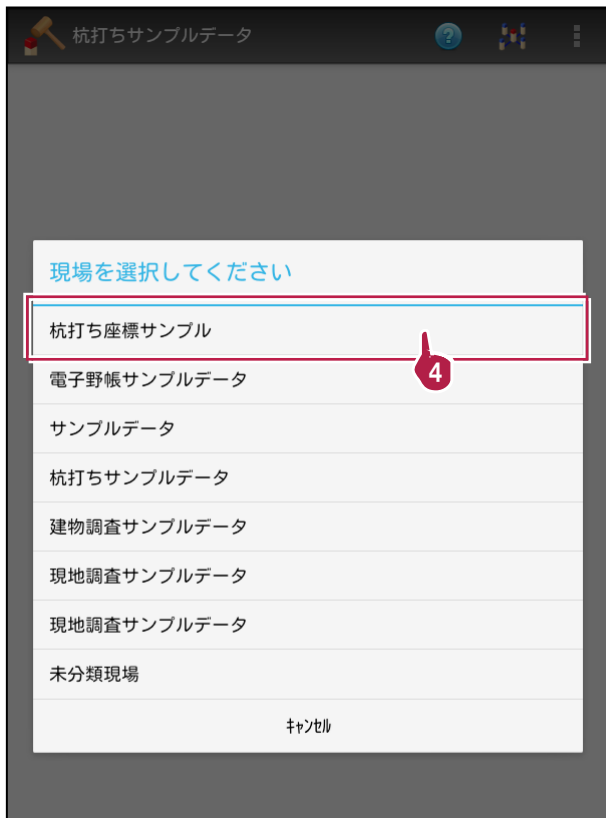 杭打ちサンプルデータ
?
現場を選択してください
杭打ち座標サンプル
4
電子野帳サンプルデータ
サンプルデータ
杭打ちサンプルデータ
建物調査サンプルデータ
現地調査サンプルデータ
現地調査サンプルデータ
未分類現場
ｷｬﾝｾﾙ